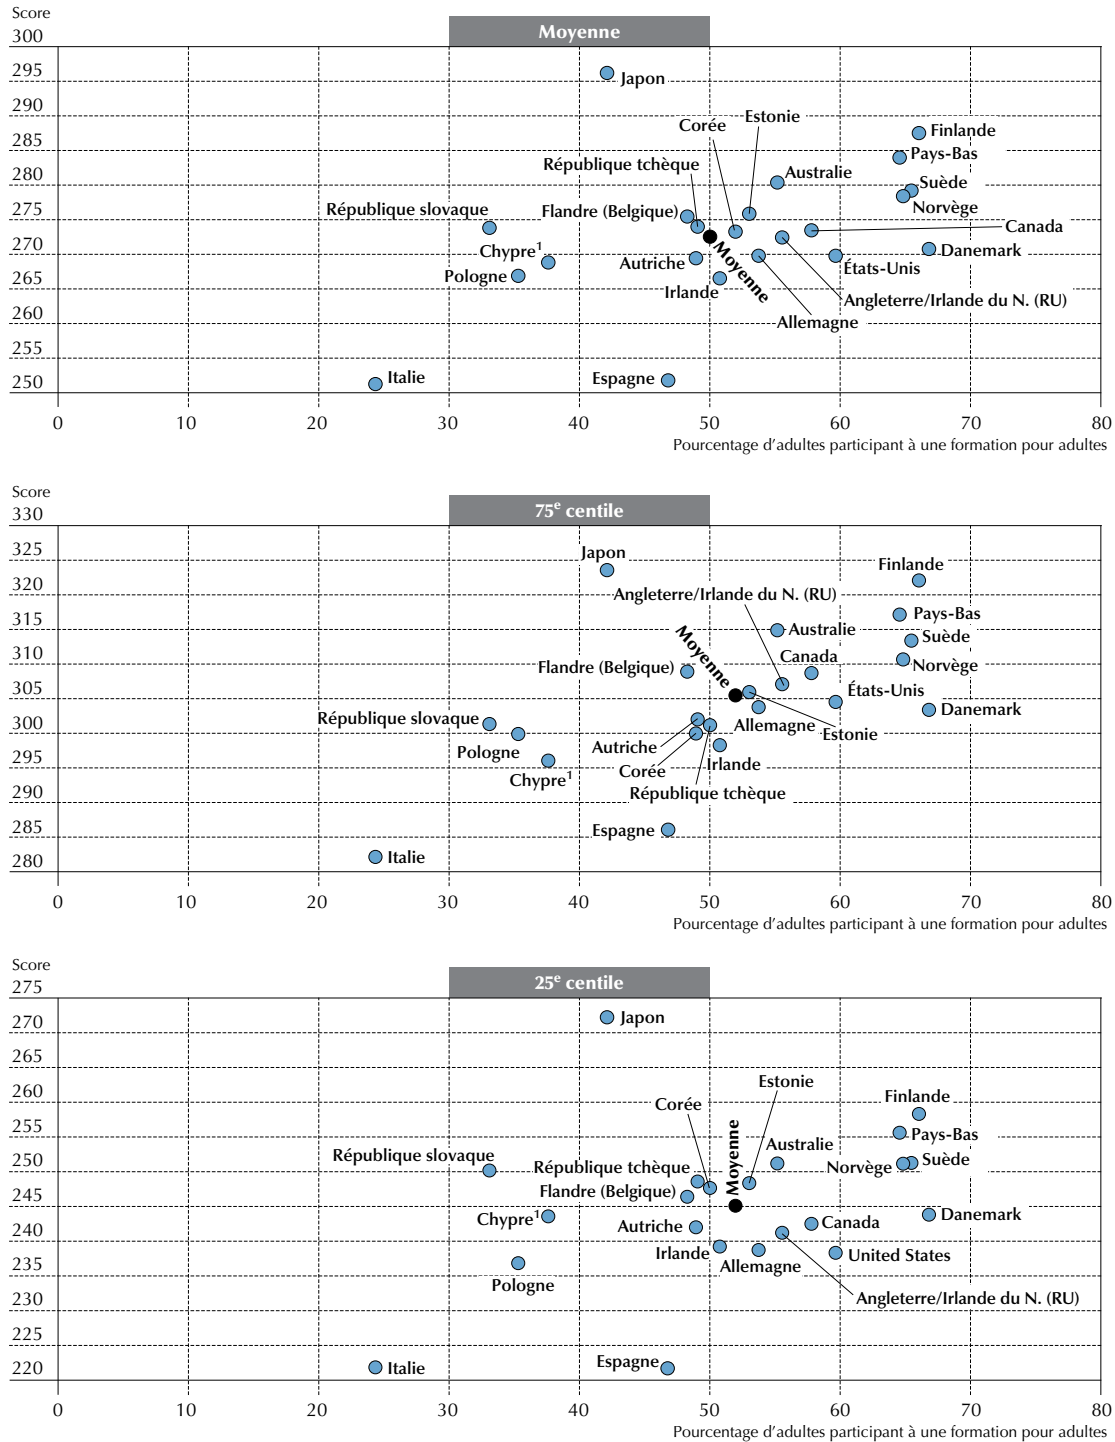 Score
300
Moyenne
295
Japon
290
Estonie
Corée
Finlande
285
Pays-Bas
République tchèque
Australie
Suède
280
Norvège
République slovaque
Flandre (Belgique)
275
Canada
Chypre1
Danemark
270
Autriche
Moyenne
États-Unis
Pologne
265
Irlande
Angleterre/Irlande du N. (RU)
260
Allemagne
255
Italie
Espagne
250
0 10 20 30 40 50 60 70 80
Pourcentage d'adultes participant à une formation pour adultes
Score
330
75e centile
325
Japon
Finlande
320
Angleterre/Irlande du N. (RU)
Pays-Bas
315
Australie
Suède
Moyenne
Canada
310
Flandre (Belgique)
Norvège
305
États-Unis
Danemark
République slovaque
300
Allemagne
Estonie
Autriche
Pologne
Irlande
295
Corée
Chypre1
République tchèque
290
Espagne
285
Italie
280
0 10 20 30 40 50 60 70 80
Pourcentage d'adultes participant à une formation pour adultes
Score
275
25e centile
270
Japon
265
Estonie
260
Finlande
Corée
255
Moyenne
Pays-Bas
Australie
République slovaque
250
République tchèque
Norvège
Suède
Flandre (Belgique)
245
Chypre1
Autriche
Canada
Danemark
240
Irlande
United States
Allemagne
235
Pologne
Angleterre/Irlande du N. (RU)
230
225
Espagne
220
Italie
0 10 20 30 40 50 60 70 80
Pourcentage d'adultes participant à une formation pour adultes